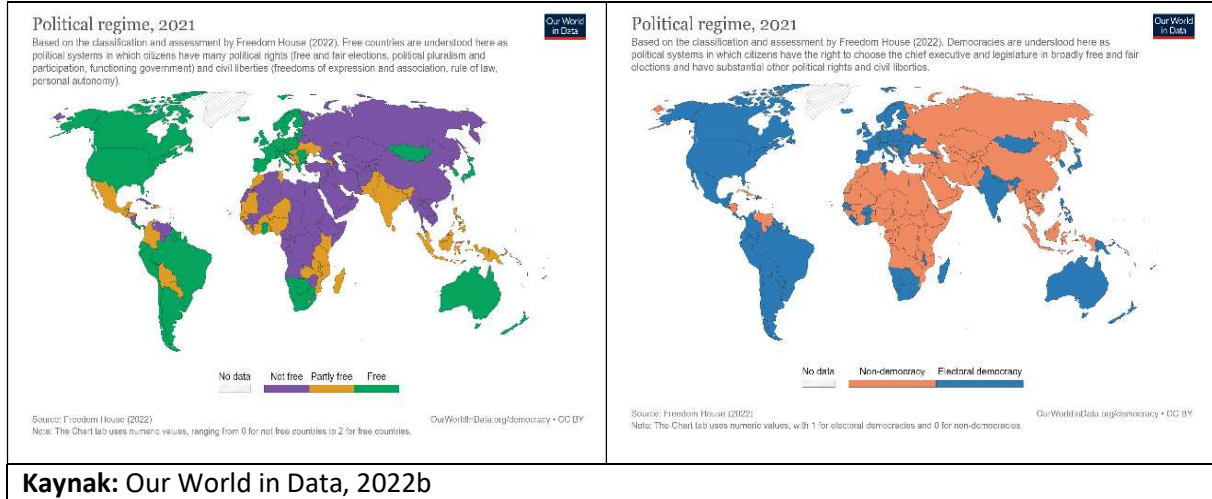 Political regime, 2021
Our World
in Data
Based on the classification and assessment by Freedom House (2022). Free countries are understood here as
political systems in which citizens have many political rights (free and fair elections, political pluralism and
participation, functioning government) and civil liberties (freedoms of expression and association, rule of law,
personal autonomy).
No data Not free Partly free Free
Source: Freedom House (2022)
OurWorldInData.org/democracy • CC BY
Note: The Chart tab uses numeric values, ranging from 0 for not free countries to 2 for free countries.
Political regime, 2021
Our World
in Data
Based on the classification and assessment by Freedom House (2022). Democracies are understood here as
political systems in which citizens have the right to choose the chief executive and legislature in broadly free and fair
elections and have substantial other political rights and civil liberties.
No data Non-democracy Electoral democracy
Source: Freedom House (2022)
OurWorldInData.org/democracy • CC BY
Note: The Chart tab uses numeric values, with 1 for electoral democracies and 0 for non-democracies.
Kaynak: Our World in Data, 2022b